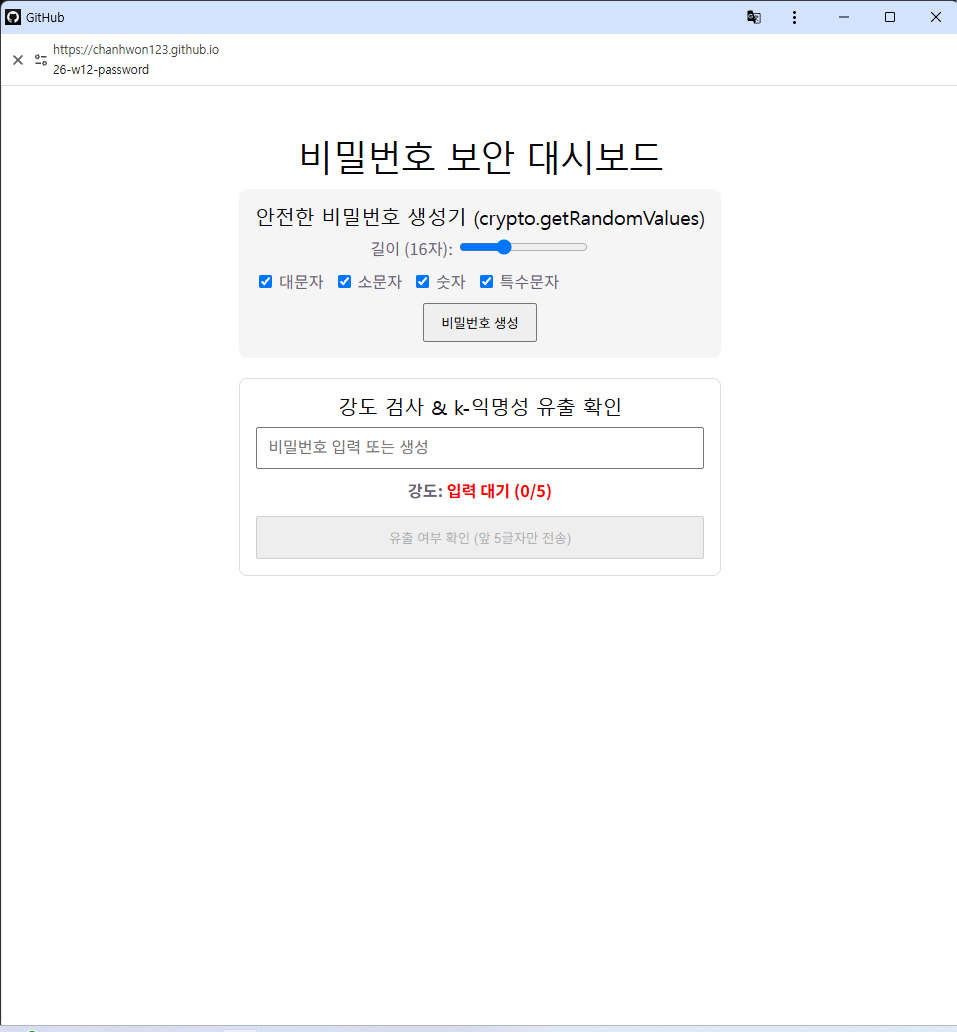 GitHub
https://chanhwon123.github.io
26-w12-password
비밀번호 보안 대시보드
안전한 비밀번호 생성기 (crypto.getRandomValues)
길이 (16자):
대문자 소문자 숫자 특수문자
비밀번호 생성
강도 검사 & k-익명성 유출 확인
비밀번호 입력 또는 생성
강도: 입력 대기 (0/5)
유출 여부 확인 (앞 5글자만 전송)